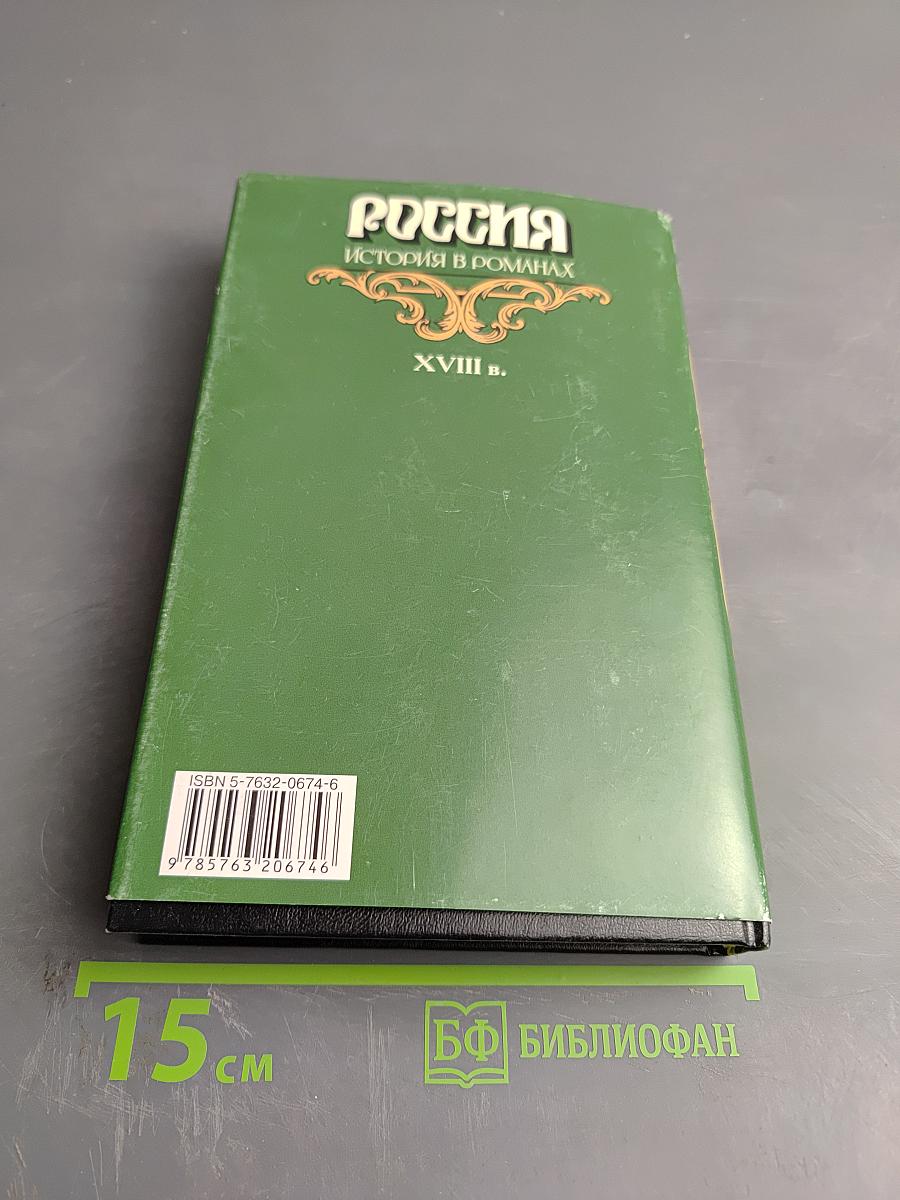 РОССИЯ
ИСТОРИЯ В РОМАНАХ
XVIII в.
ISBN 5-7632-0674-6
9 785763 206746
15 см
БФ БИБЛИОФАН